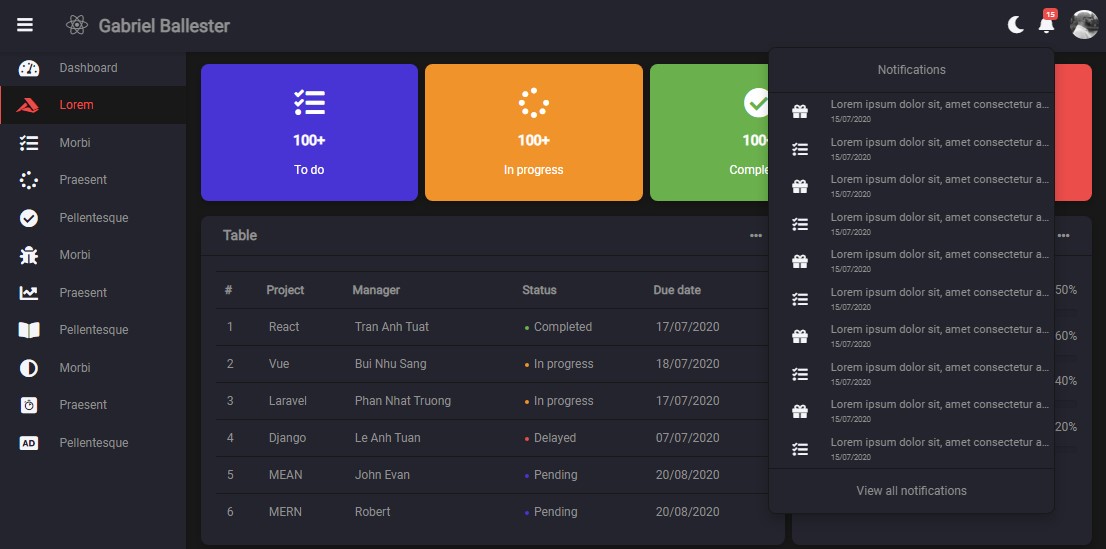 Gabriel Ballester
15
Dashboard
Lorem
Morbi
Praesent
Pellentesque
Morbi
Praesent
Pellentesque
Morbi
Praesent
AD Pellentesque
100+
To do
100+
In progress
100
Comple
Table
# Project Manager Status Due date
1 React Tran Anh Tuat Completed 17/07/2020
2 Vue Bui Nhu Sang In progress 18/07/2020
3 Laravel Phan Nhat Truong In progress 17/07/2020
4 Django Le Anh Tuan Delayed 07/07/2020
5 MEAN John Evan Pending 20/08/2020
6 MERN Robert Pending 20/08/2020
Notifications
Lorem ipsum dolor sit, amet consectetur a...
15/07/2020
Lorem ipsum dolor sit, amet consectetur a...
15/07/2020
Lorem ipsum dolor sit, amet consectetur a...
15/07/2020
Lorem ipsum dolor sit, amet consectetur a...
15/07/2020
Lorem ipsum dolor sit, amet consectetur a...
15/07/2020
Lorem ipsum dolor sit, amet consectetur a...
15/07/2020
Lorem ipsum dolor sit, amet consectetur a...
15/07/2020
Lorem ipsum dolor sit, amet consectetur a...
15/07/2020
Lorem ipsum dolor sit, amet consectetur a...
15/07/2020
Lorem ipsum dolor sit, amet consectetur a...
15/07/2020
View all notifications
50%
60%
40%
20%